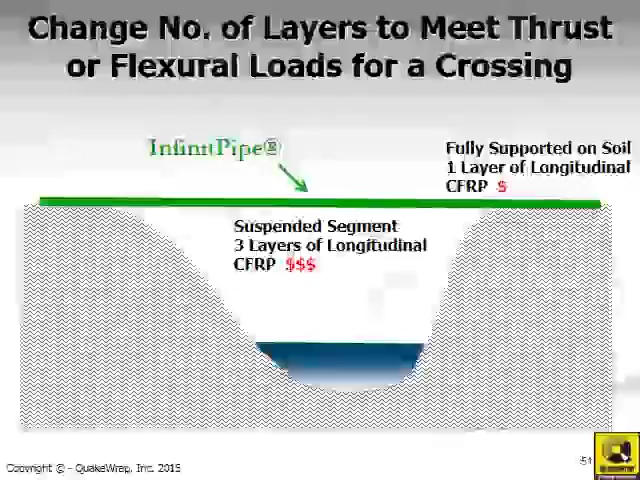 Change No. of Layers to Meet Thrust
or Flexural Loads for a Crossing
InfinitPipe®
Fully Supported on Soil
1 Layer of Longitudinal
CFRP $
Suspended Segment
3 Layers of Longitudinal
CFRP $$$
Copyright © - QuakeWrap, Inc. 2015
51